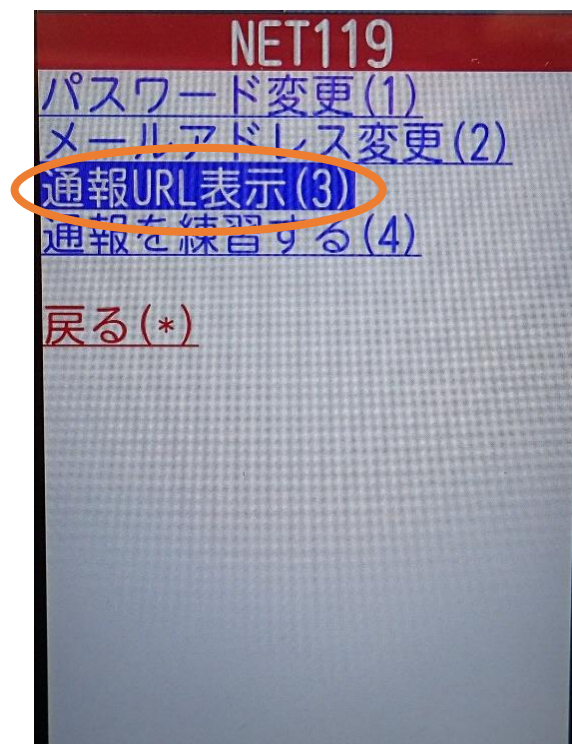 NET119
パスワード変更(1)
メールアドレス変更(2)
通報URL表示(3)
通報を練習する(4)
戻る(*)